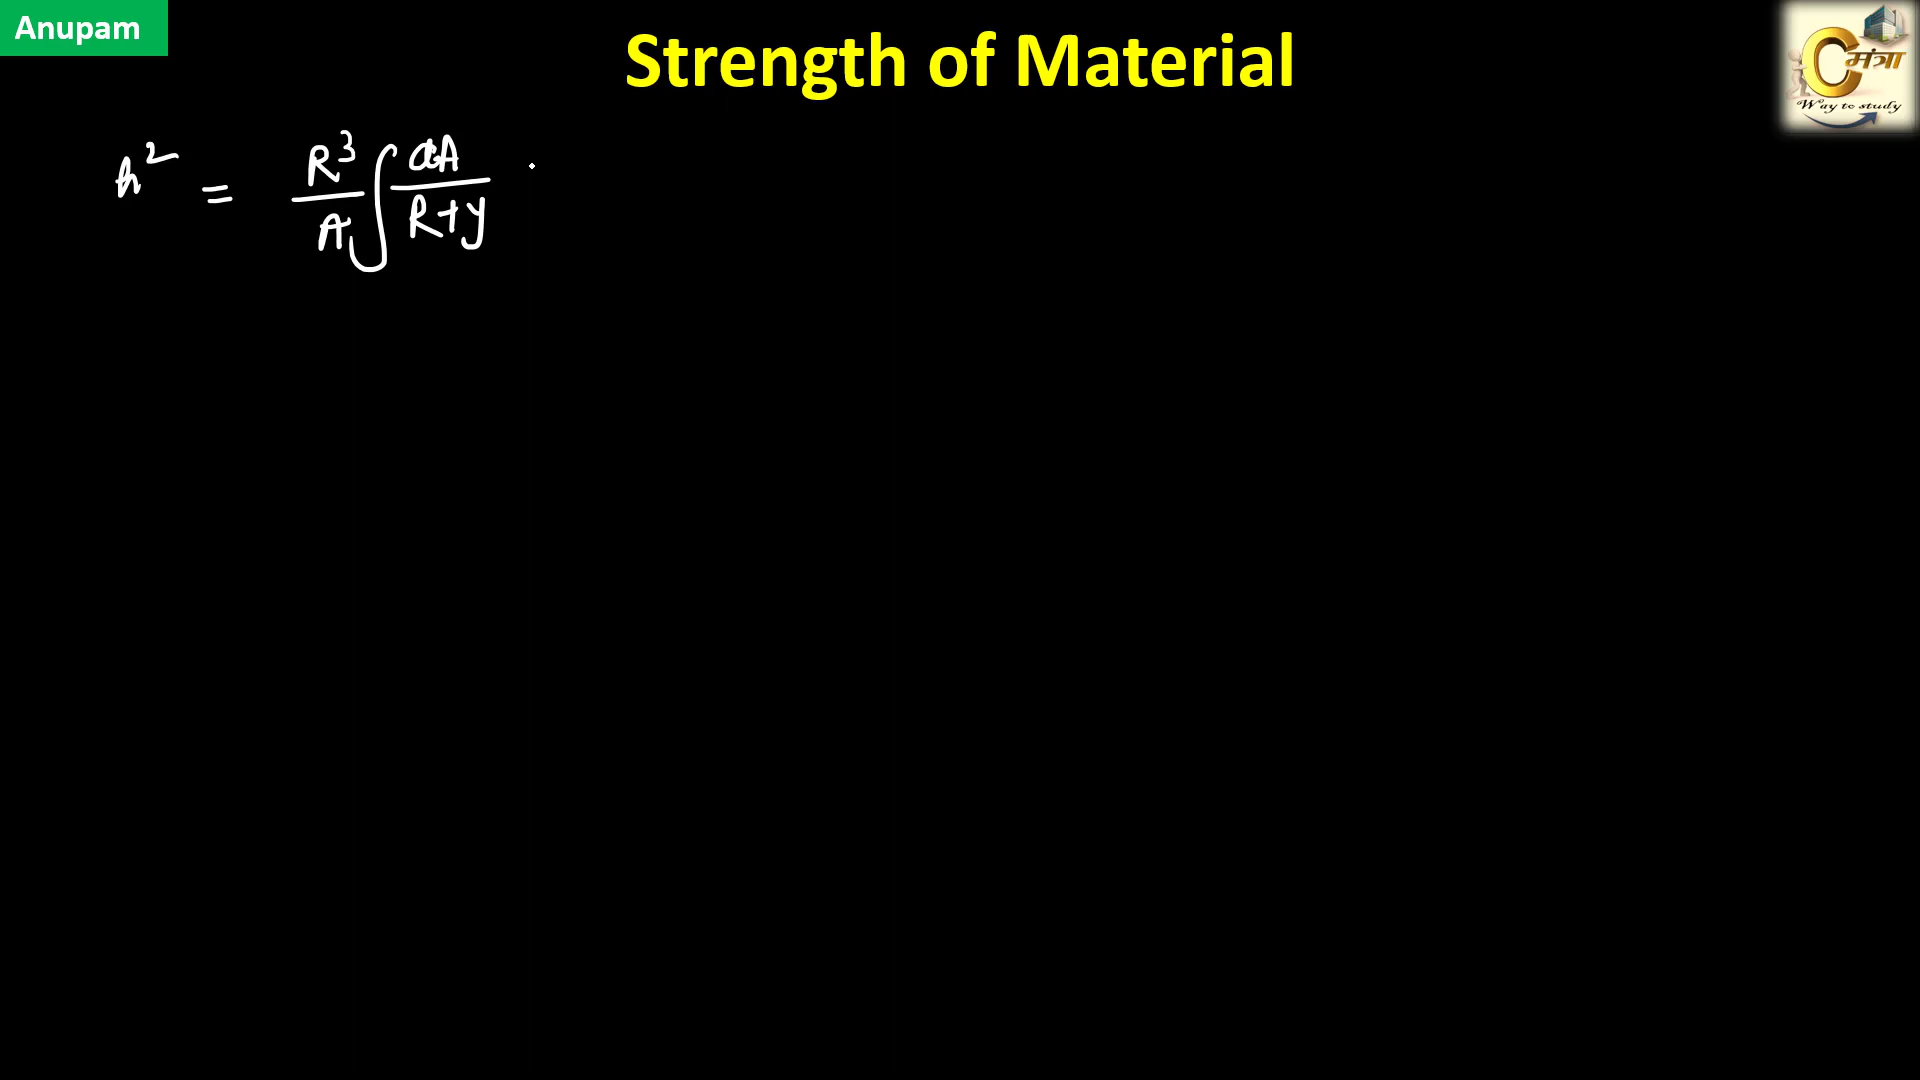 Anupam
Strength of Material
C मंत्रा
Way to study
h² = R³/A ∫ dA/R+y